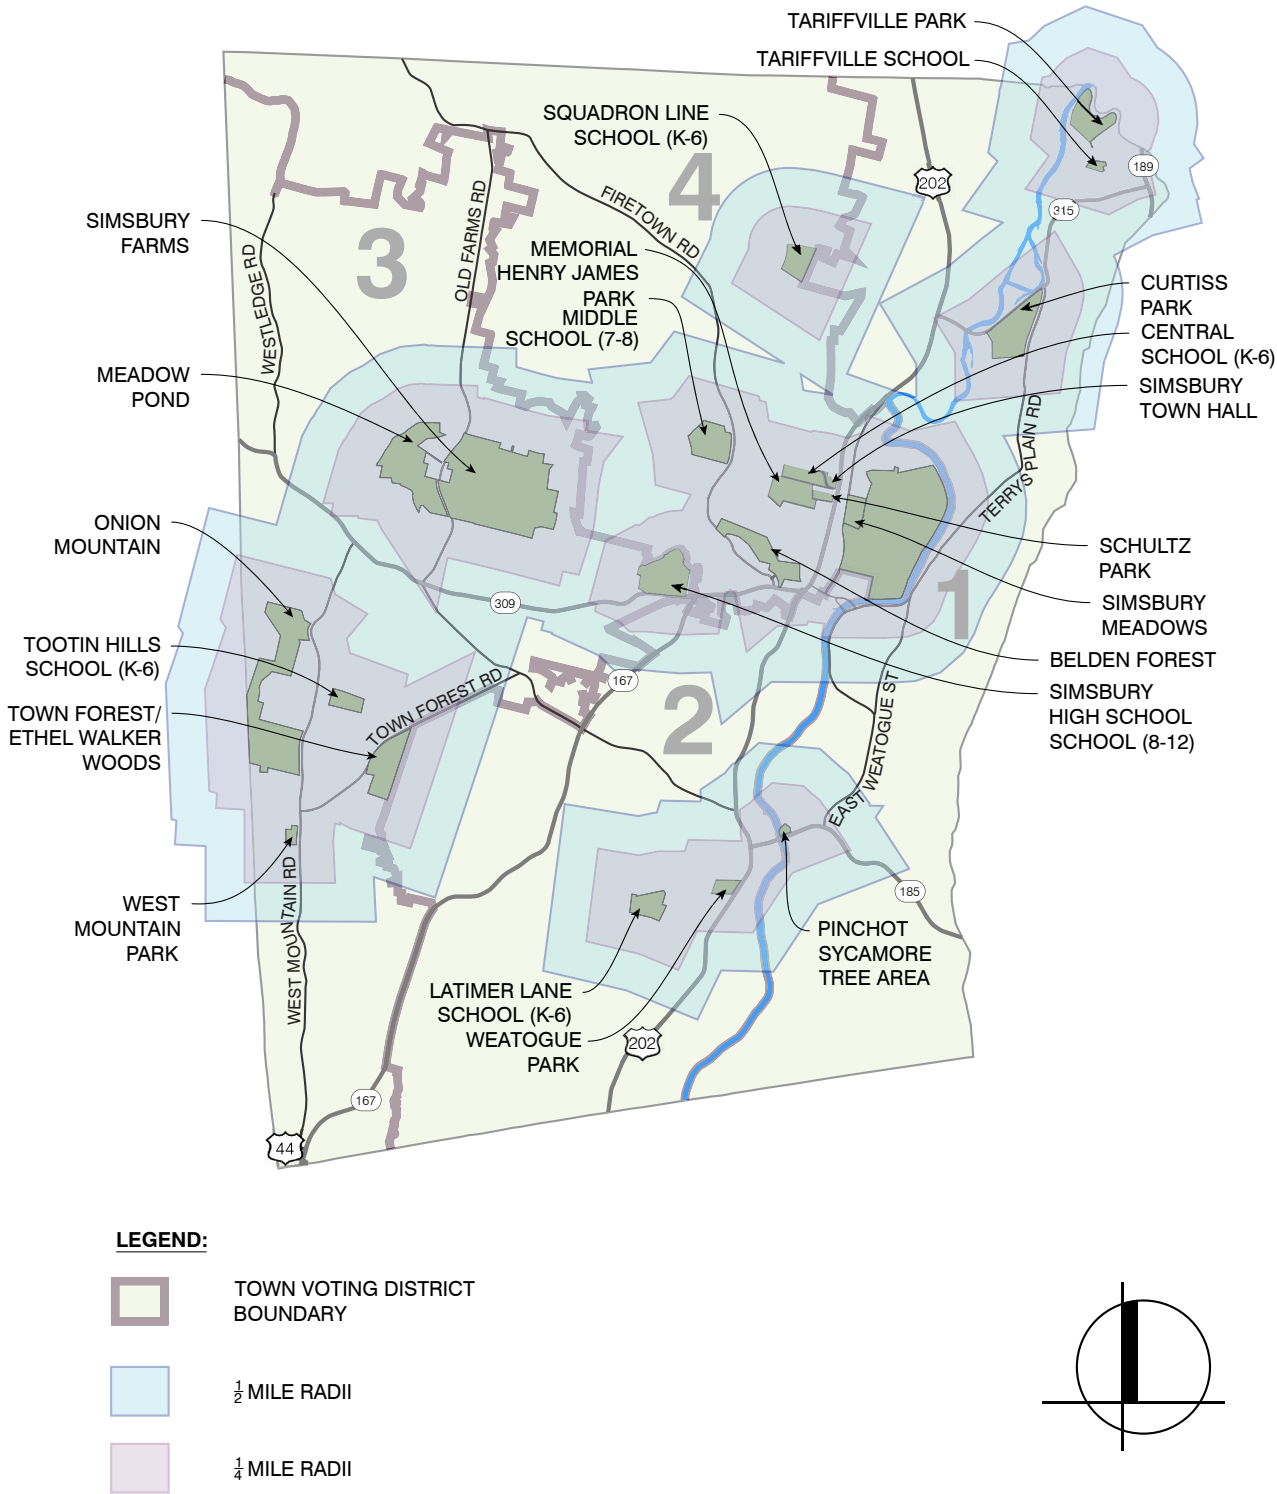 TARIFFVILLE PARK
TARIFFVILLE SCHOOL
SQUADRON LINE
SCHOOL (K-6)
4
189
202
315
SIMSBURY
FARMS
3
WESTLEDGE RD
OLD FARMS RD
FIRETOWN RD
MEMORIAL
HENRY JAMES
PARK
MIDDLE
SCHOOL (7-8)
CURTISS
PARK
CENTRAL
SCHOOL (K-6)
SIMSBURY
TOWN HALL
MEADOW
POND
TERRYS PLAIN RD
ONION
MOUNTAIN
SCHULTZ
PARK
1
SIMSBURY
MEADOWS
309
TOOTIN HILLS
SCHOOL (K-6)
BELDEN FOREST
167
SIMSBURY
HIGH SCHOOL
SCHOOL (8-12)
TOWN FOREST/
ETHEL WALKER
WOODS
TOWN FOREST RD
2
EAST WEATOGUE ST
WEST
MOUNTAIN
PARK
WEST MOUNTAIN RD
185
PINCHOT
SYCAMORE
TREE AREA
LATIMER LANE
SCHOOL (K-6)
WEATOGUE
PARK
202
167
44
LEGEND:
TOWN VOTING DISTRICT
BOUNDARY
1/2 MILE RADII
1/4 MILE RADII